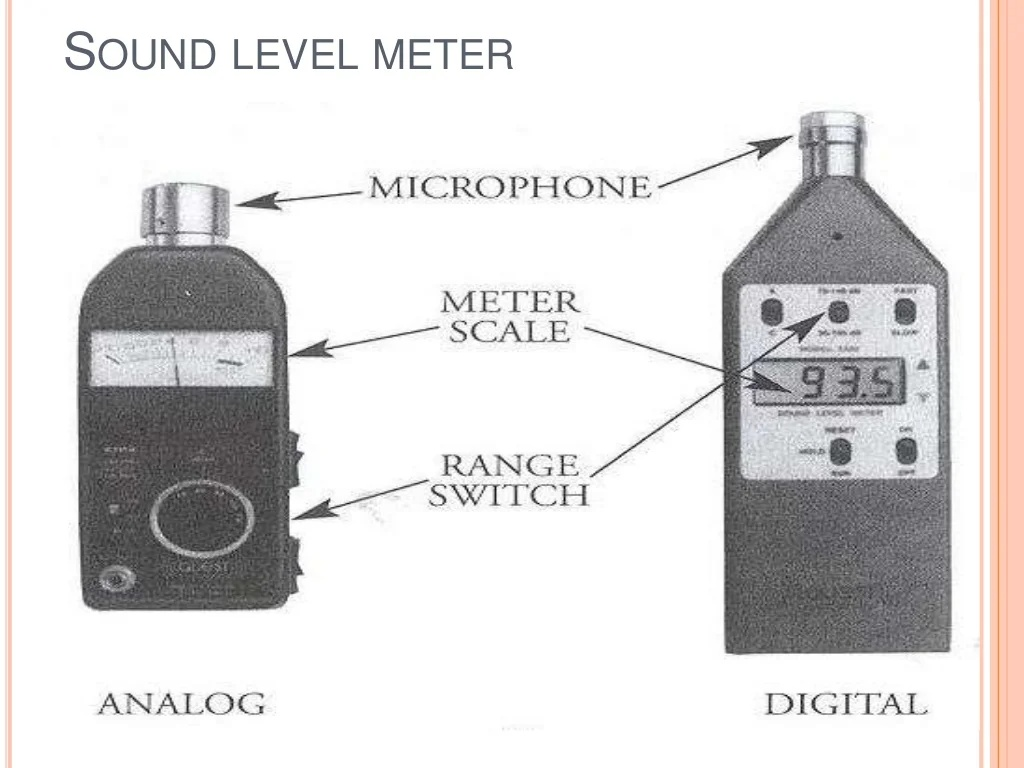 SOUND LEVEL METER
MICROPHONE
METER
SCALE
RANGE
SWITCH
A
FAST
C
SLOW
93.5
SOUND LEVEL METER
RESET
ON
HOLD
OFF
ANALOG
DIGITAL